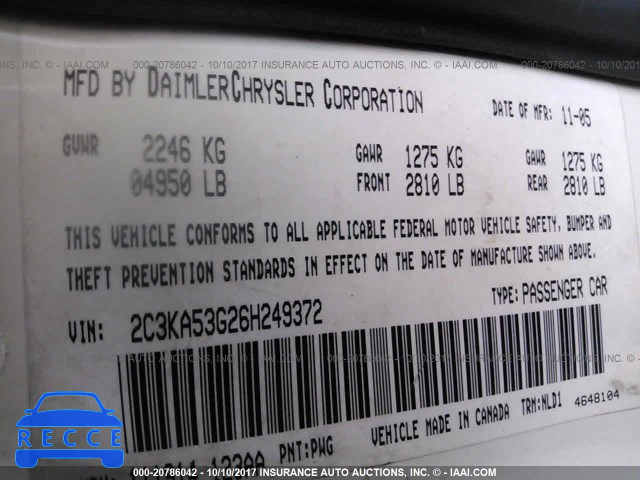 000-20786042 - 10/10/2017 INSURANCE AUTO AUCTIONS, INC. - IAAI.COM
MFD BY DAIMLERCHRYSLER CORPORATION DATE OF MFR: 11-05
GVWR 2246 KG GAWR 1275 KG GAWR 1275 KG
04950 LB FRONT 2810 LB REAR 2810 LB
THIS VEHICLE CONFORMS TO ALL APPLICABLE FEDERAL MOTOR VEHICLE SAFETY, BUMPER AND
THEFT PREVENTION STANDARDS IN EFFECT ON THE DATE OF MANUFACTURE SHOWN ABOVE.
VIN: 2C3KA53G26H249372 TYPE: PASSENGER CAR
PNT: PWG VEHICLE MADE IN CANADA TRM:NLD1 4648104
RECCE
000-20786042 - 10/10/2017 INSURANCE AUTO AUCTIONS, INC. - IAAI.COM